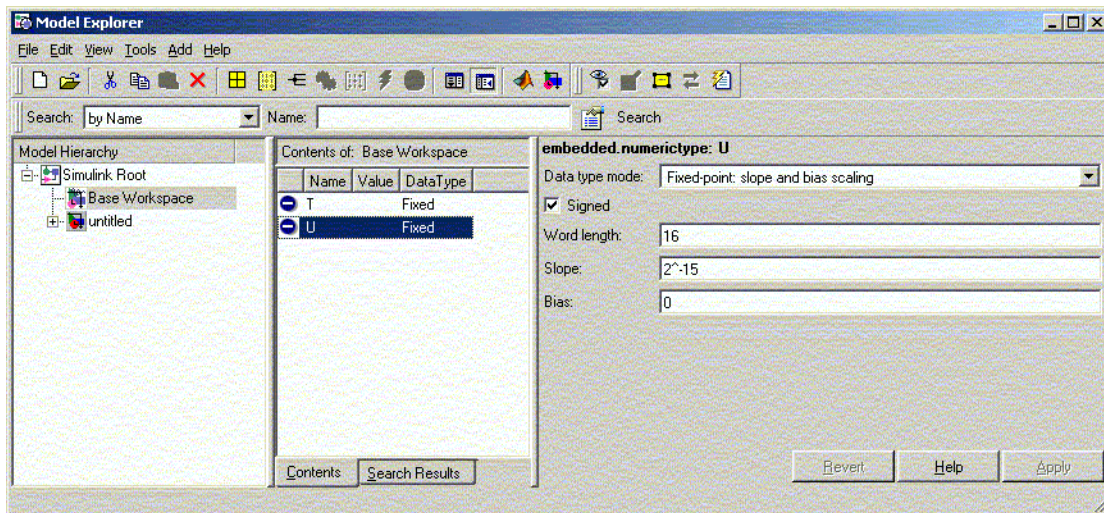 Model Explorer
File Edit View Tools Add Help
Search: by Name Name: Search
Model Hierarchy
Simulink Root
Base Workspace
untitled
Contents of: Base Workspace
Name Value DataType
T Fixed
U Fixed
Contents Search Results
embedded.numerictype: U
Data type mode: Fixed-point: slope and bias scaling
Signed
Word length: 16
Slope: 2^-15
Bias: 0
Revert Help Apply